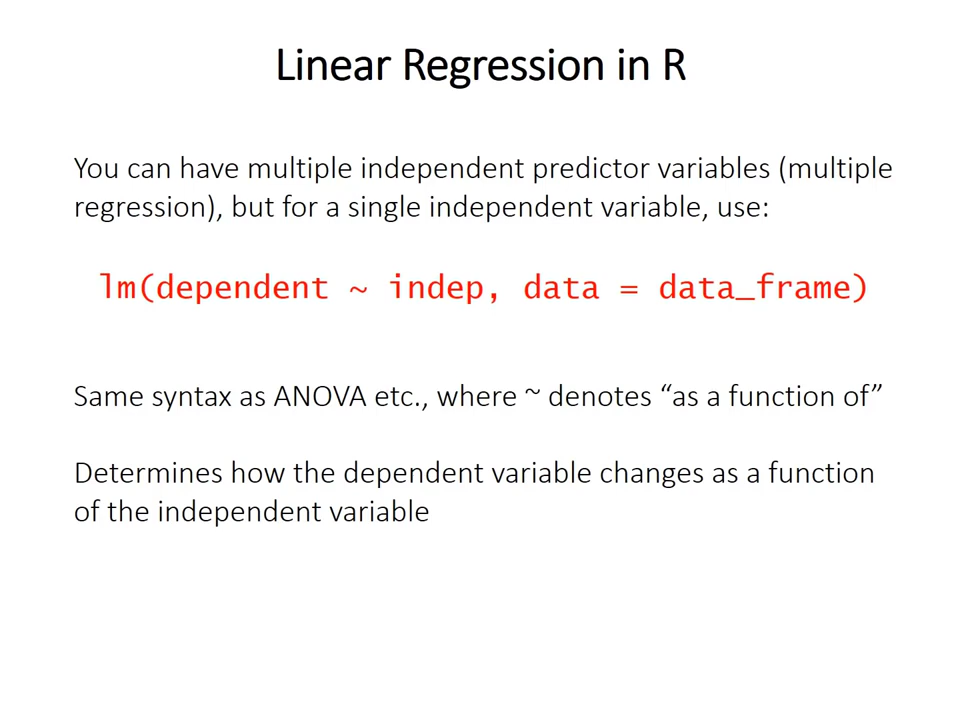 Linear Regression in R
You can have multiple independent predictor variables (multiple
regression), but for a single independent variable, use:
lm(dependent ~ indep, data = data_frame)
Same syntax as ANOVA etc., where ~ denotes “as a function of”
Determines how the dependent variable changes as a function
of the independent variable